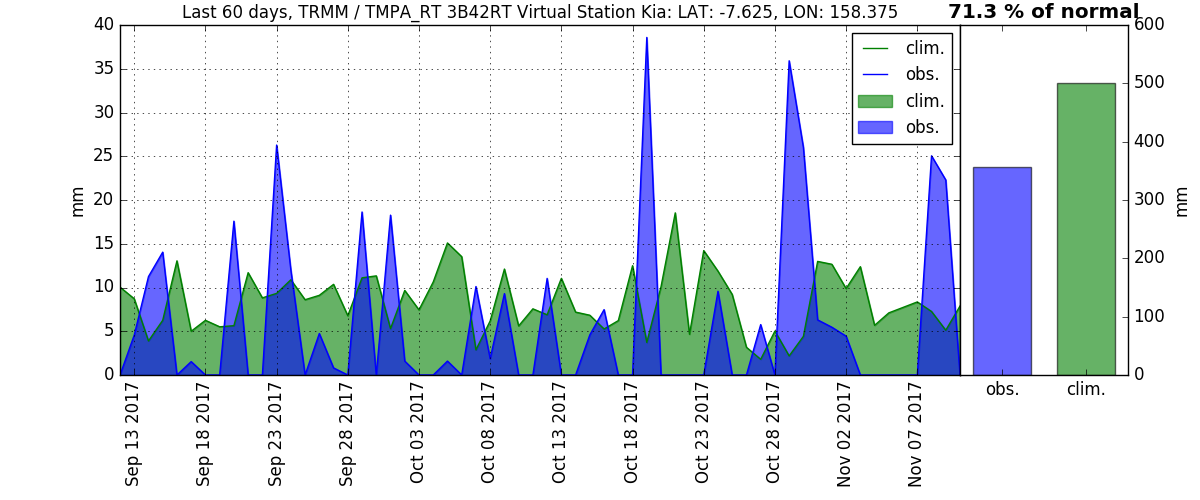 Last 60 days, TRMM / TMPA_RT 3B42RT Virtual Station Kia: LAT: -7.625, LON: 158.375
71.3 % of normal
40
35
30
25
20
15
10
5
0
mm
clim.
obs.
clim.
obs.
600
500
400
300
200
100
0
mm
Sep 13 2017
Sep 18 2017
Sep 23 2017
Sep 28 2017
Oct 03 2017
Oct 08 2017
Oct 13 2017
Oct 18 2017
Oct 23 2017
Oct 28 2017
Nov 02 2017
Nov 07 2017
obs.
clim.